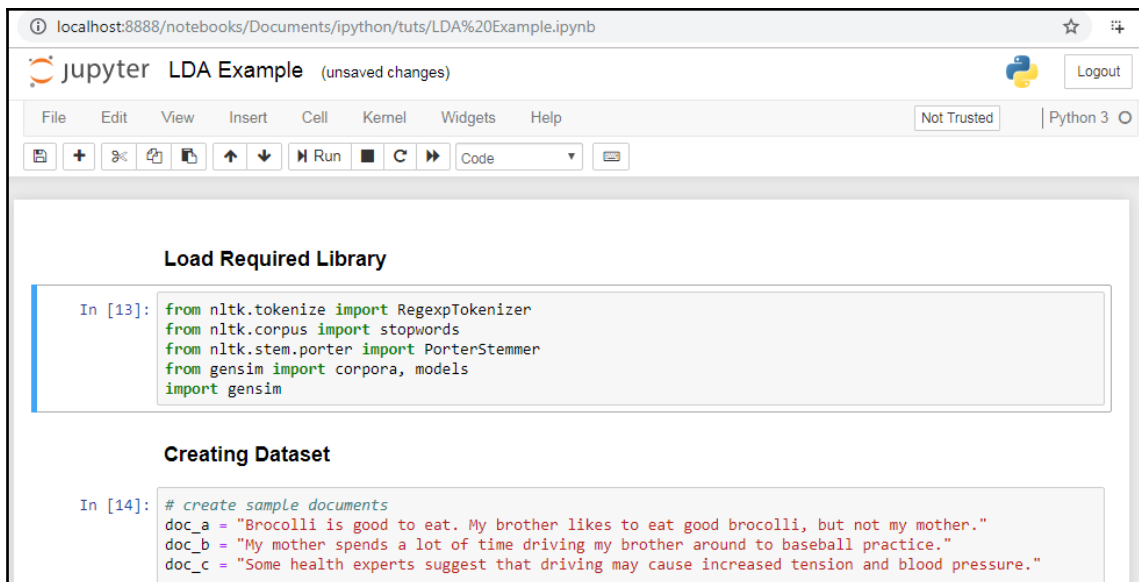 localhost:8888/notebooks/Documents/ipython/tuts/LDA%20Example.ipynb
jupyter LDA Example (unsaved changes)
Logout
File Edit View Insert Cell Kernel Widgets Help
Not Trusted
Python 3
Run
Code
Load Required Library
In [13]: from nltk.tokenize import RegexpTokenizer
from nltk.corpus import stopwords
from nltk.stem.porter import PorterStemmer
from gensim import corpora, models
import gensim
Creating Dataset
In [14]: # create sample documents
doc_a = "Brocolli is good to eat. My brother likes to eat good brocolli, but not my mother."
doc_b = "My mother spends a lot of time driving my brother around to baseball practice."
doc_c = "Some health experts suggest that driving may cause increased tension and blood pressure."